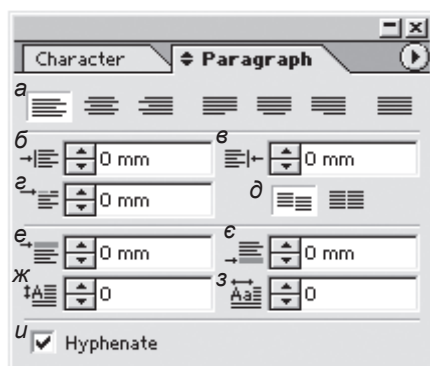 Character Paragraph
а
б 0 mm в 0 mm
г 0 mm д
е 0 mm є 0 mm
ж 0 з 0
и Hyphenate